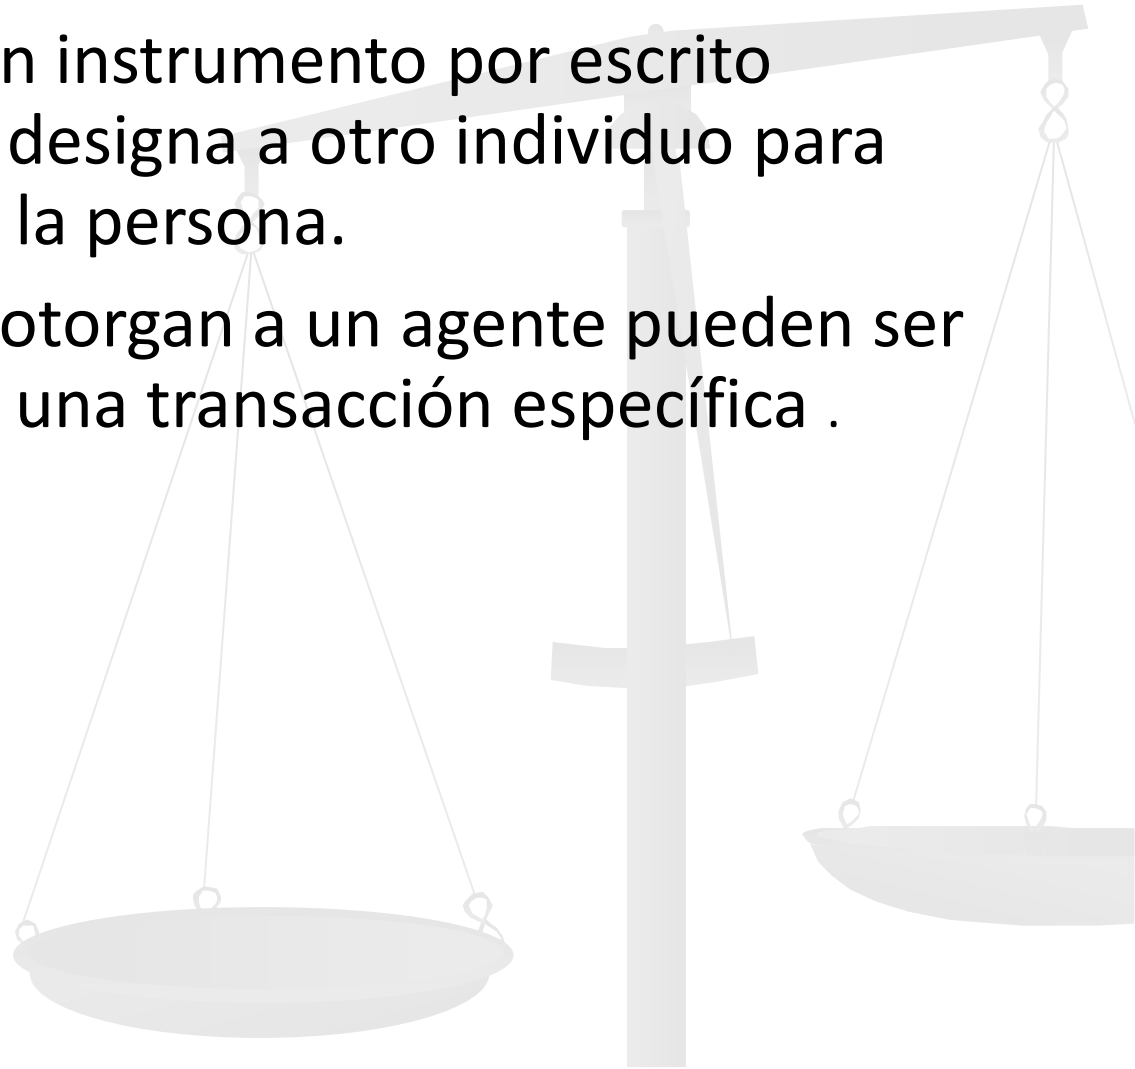 n instrumento por escrito
designa a otro individuo para
la persona.
otorgan a un agente pueden ser
una transacción específica .